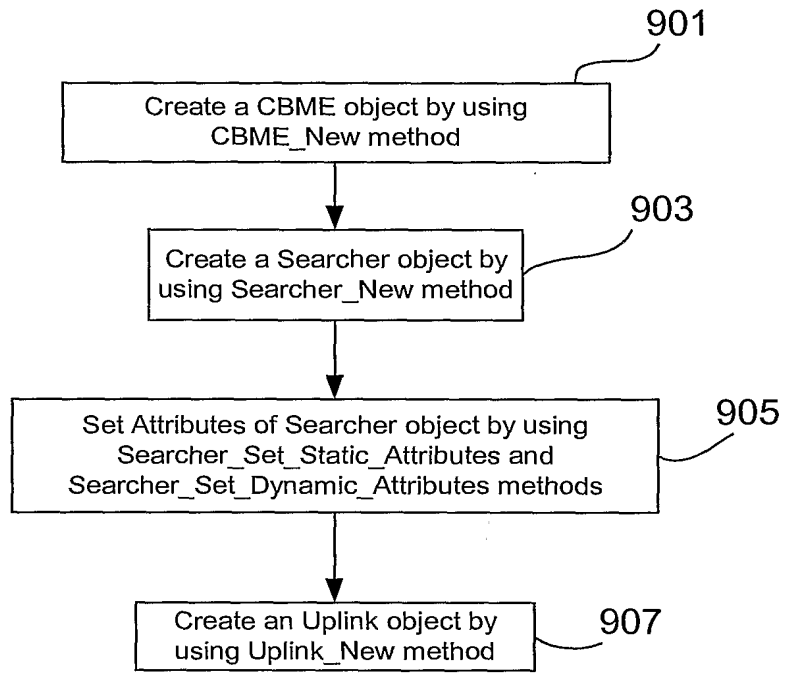 901
Create a CBME object by using
CBME_New method
903
Create a Searcher object by
using Searcher_New method
905
Set Attributes of Searcher object by using
Searcher_Set_Static_Attributes and
Searcher_Set_Dynamic_Attributes methods
907
Create an Uplink object by
using Uplink_New method